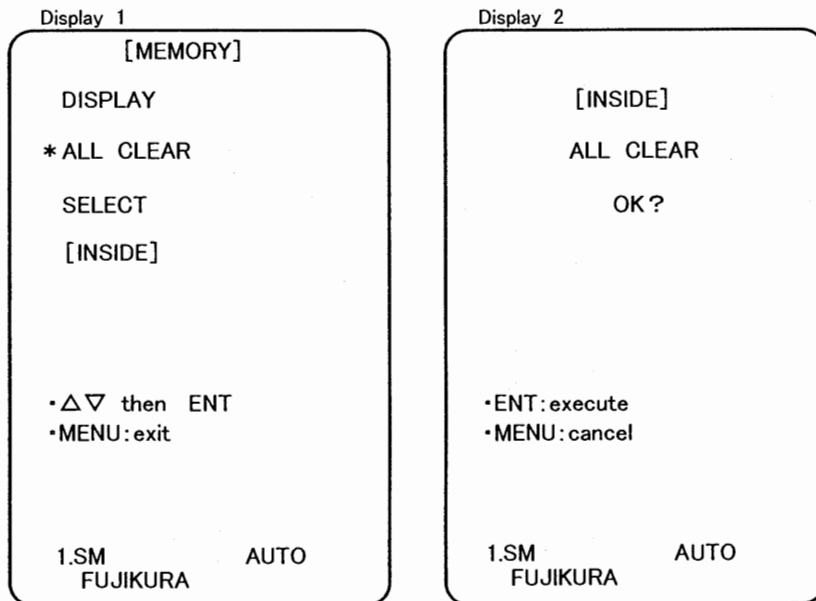 Display 1
[MEMORY]
DISPLAY
*ALL CLEAR
SELECT
[INSIDE]
・△▽ then ENT
・MENU:exit
1.SM AUTO
FUJIKURA
Display 2
[INSIDE]
ALL CLEAR
OK?
・ENT:execute
・MENU:cancel
1.SM AUTO
FUJIKURA